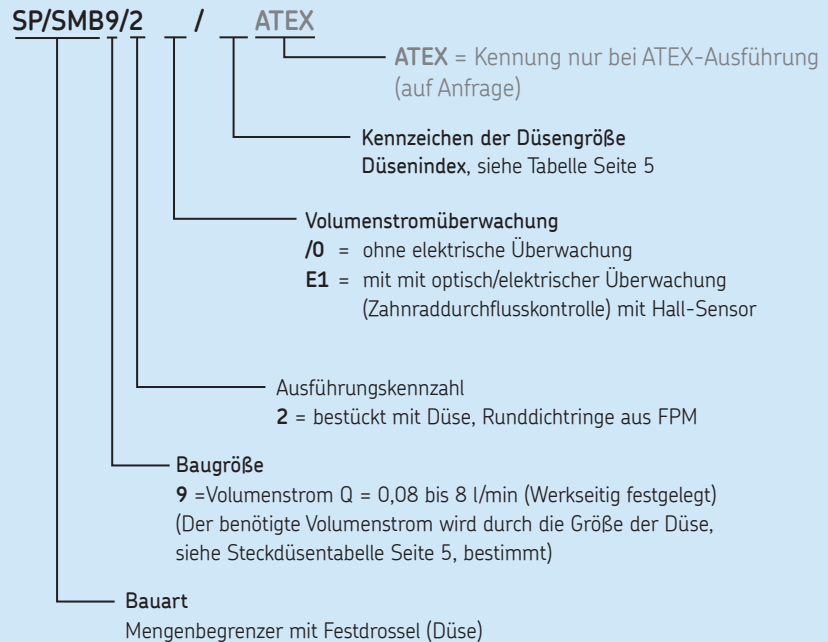 SP/SMB9/2 _ / _ ATEX
ATEX = Kennung nur bei ATEX-Ausführung
(auf Anfrage)
Kennzeichen der Düsengröße
Düsenindex, siehe Tabelle Seite 5
Volumenstromüberwachung
/0 = ohne elektrische Überwachung
E1 = mit mit optisch/elektrischer Überwachung
(Zahnraddurchflusskontrolle) mit Hall-Sensor
Ausführungskennzahl
2 = bestückt mit Düse, Runddichtringe aus FPM
Baugröße
9 =Volumenstrom Q = 0,08 bis 8 l/min (Werkseitig festgelegt)
(Der benötigte Volumenstrom wird durch die Größe der Düse,
siehe Steckdüsentabelle Seite 5, bestimmt)
Bauart
Mengenbegrenzer mit Festdrossel (Düse)